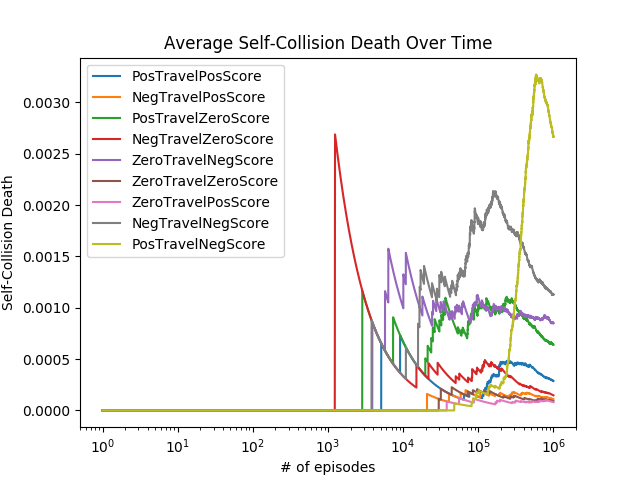 Average Self-Collision Death Over Time
Self-Collision Death
0.0030
0.0025
0.0020
0.0015
0.0010
0.0005
0.0000
PosTravelPosScore
NegTravelPosScore
PosTravelZeroScore
NegTravelZeroScore
ZeroTravelNegScore
ZeroTravelZeroScore
ZeroTravelPosScore
NegTravelNegScore
PosTravelNegScore
10⁰ 10¹ 10² 10³ 10⁴ 10⁵ 10⁶
# of episodes